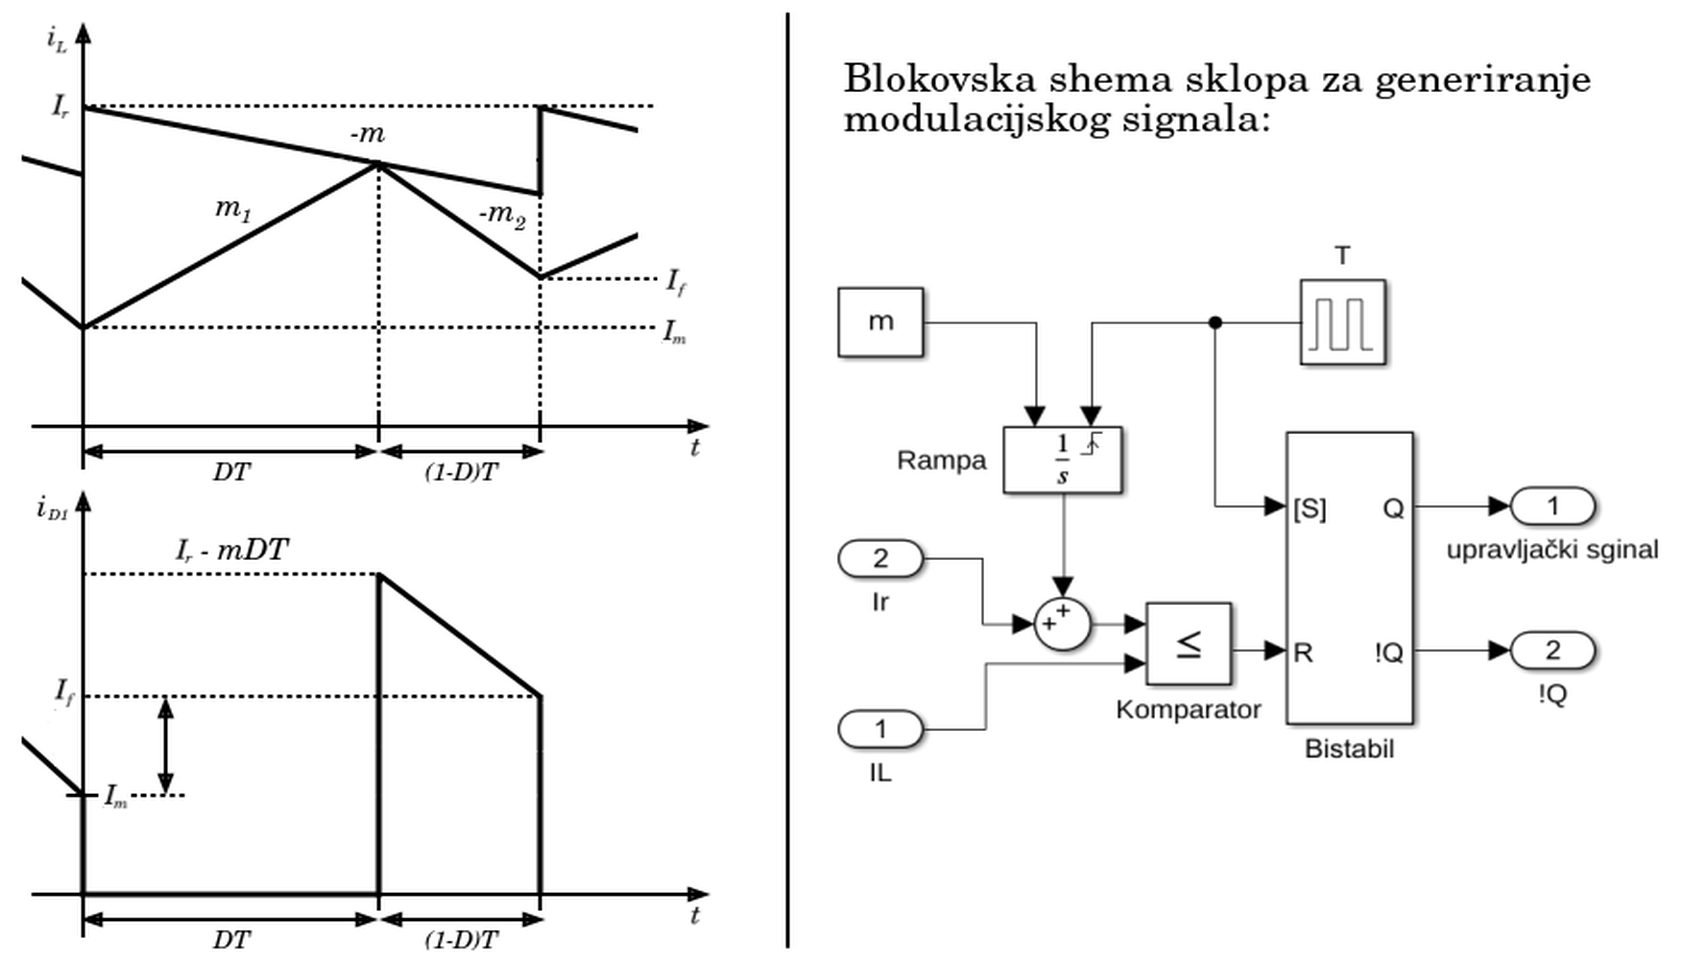 i_L
I_r
-m
m_1
-m_2
I_f
I_m
t
DT
(1-D)T
i_D1
I_r - mDT
I_f
I_m
t
DT
(1-D)T
Blokovska shema sklopa za generiranje
modulacijskog signala:
T
m
Rampa
1
s
2
Ir
+
+
≤
Komparator
1
IL
[S]
Q
R
!Q
Bistabil
1
upravljački sginal
2
!Q